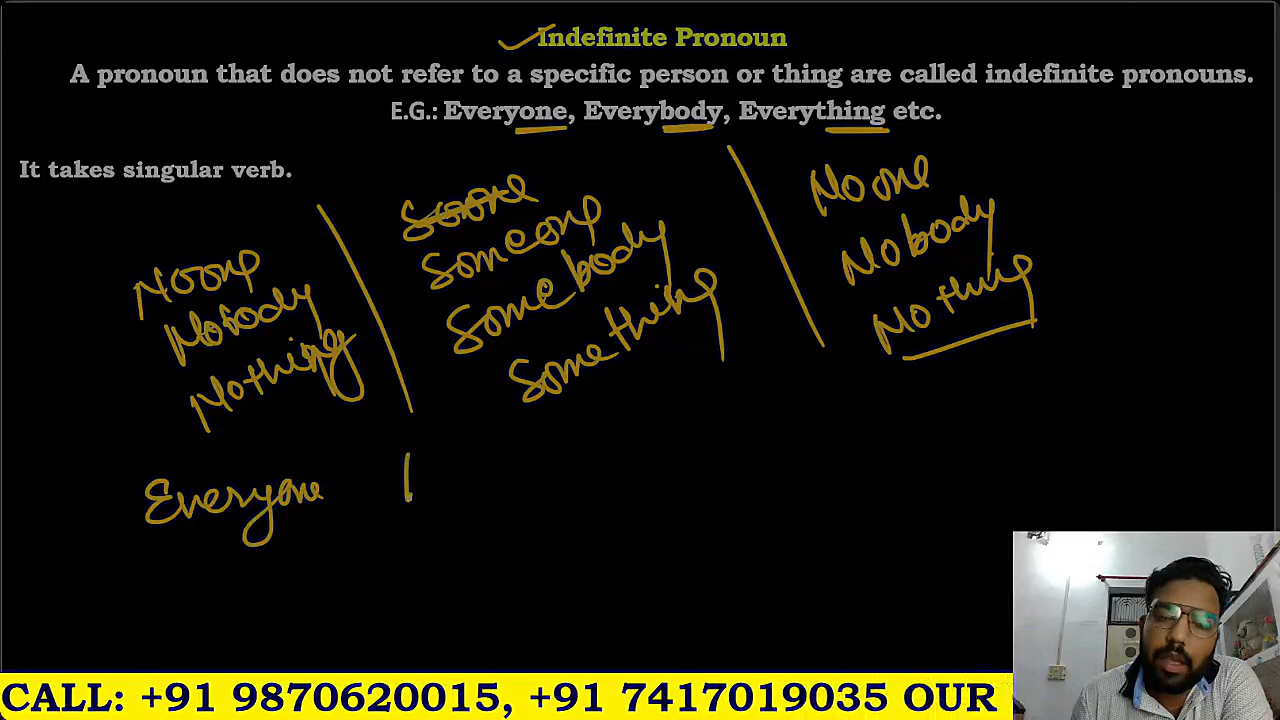 Indefinite Pronoun
A pronoun that does not refer to a specific person or thing are called indefinite pronouns.
E.G.: Everyone, Everybody, Everything etc.
It takes singular verb.
Noone
Nobody
Nothing
Soone
Someone
Somebody
Something
No one
Nobody
Nothing
Everyone
CALL: +91 9870620015, +91 7417019035 OUR